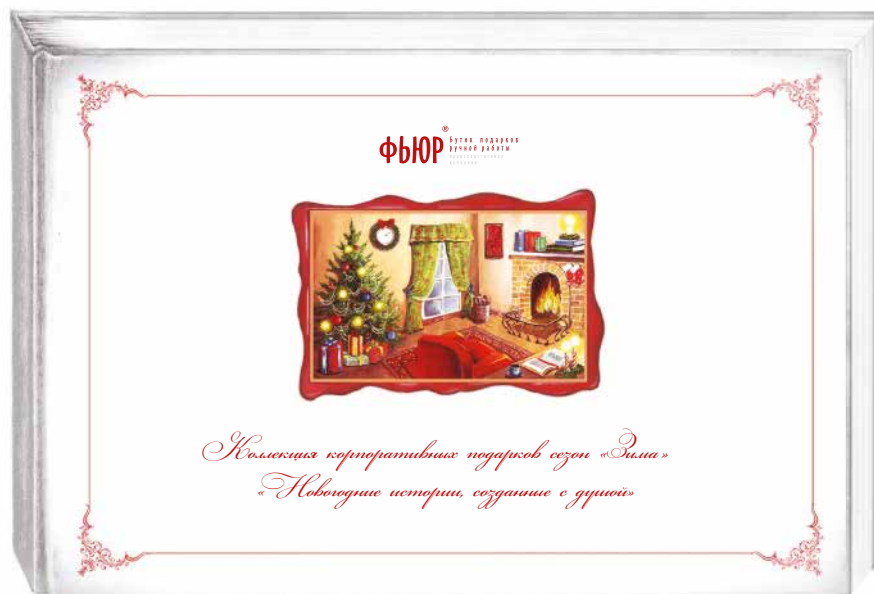 ФЬЮР®
бутик подарков
ручной работы
Коллекция корпоративных подарков сезон «Зима»
«Новогодние истории, созданные с душой»